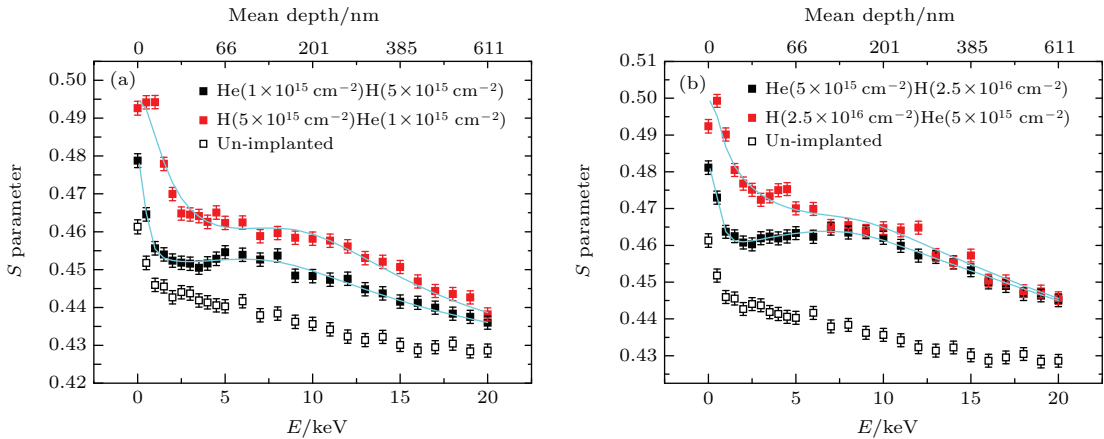 Mean depth/nm
0 66 201 385 611
(a)
He(1×10¹⁵ cm⁻²)H(5×10¹⁵ cm⁻²)
H(5×10¹⁵ cm⁻²)He(1×10¹⁵ cm⁻²)
Un-implanted
S parameter
0.50
0.49
0.48
0.47
0.46
0.45
0.44
0.43
0.42
0 5 10 15 20
E/keV
Mean depth/nm
0 66 201 385 611
(b)
He(5×10¹⁵ cm⁻²)H(2.5×10¹⁶ cm⁻²)
H(2.5×10¹⁶ cm⁻²)He(5×10¹⁵ cm⁻²)
Un-implanted
S parameter
0.51
0.50
0.49
0.48
0.47
0.46
0.45
0.44
0.43
0 5 10 15 20
E/keV